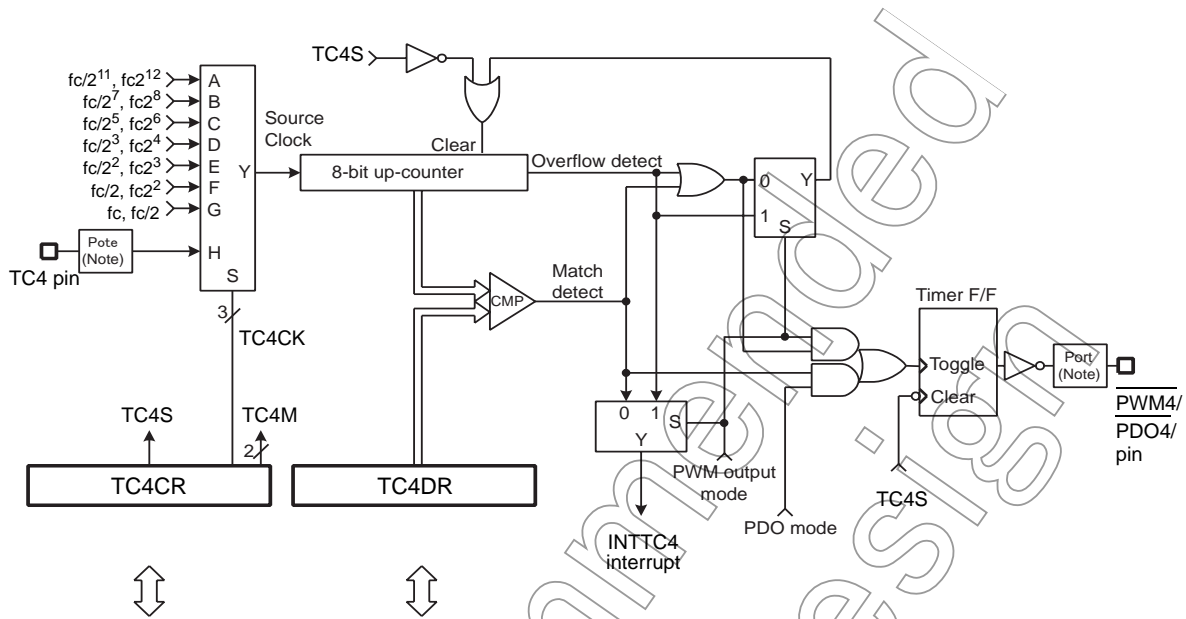 TC4S
fc/2¹¹, fc2¹²
fc/2⁷, fc2⁸
fc/2⁵, fc2⁶
fc/2³, fc2⁴
fc/2², fc2³
fc/2, fc2²
fc, fc/2
A
B
C
D
E
F
G
H
Y
S
Source
Clock
Clear
8-bit up-counter
Overflow detect
0
1
Y
S
Pote
(Note)
TC4 pin
3
TC4CK
CMP
Match
detect
Timer F/F
Toggle
Clear
Port
(Note)
PWM4/
PDO4/
pin
TC4S
TC4M
2
0 1
S
Y
PWM output
mode
PDO mode
TC4S
TC4CR
TC4DR
INTTC4
interrupt
nmended
esign